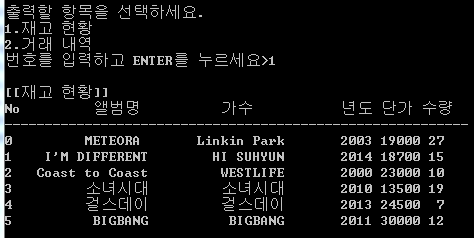 출력할 항목을 선택하세요.
1.재고 현황
2.거래 내역
번호를 입력하고 ENTER를 누르세요>1
[[재고 현황]]
No 앨범명 가수 년도 단가 수량
0 METEORA Linkin Park 2003 19000 27
1 I'M DIFFERENT HI SUHYUN 2014 18700 15
2 Coast to Coast WESTLIFE 2000 23000 10
3 소녀시대 소녀시대 2010 13500 19
4 걸스데이 걸스데이 2013 24500 7
5 BIGBANG BIGBANG 2011 30000 12